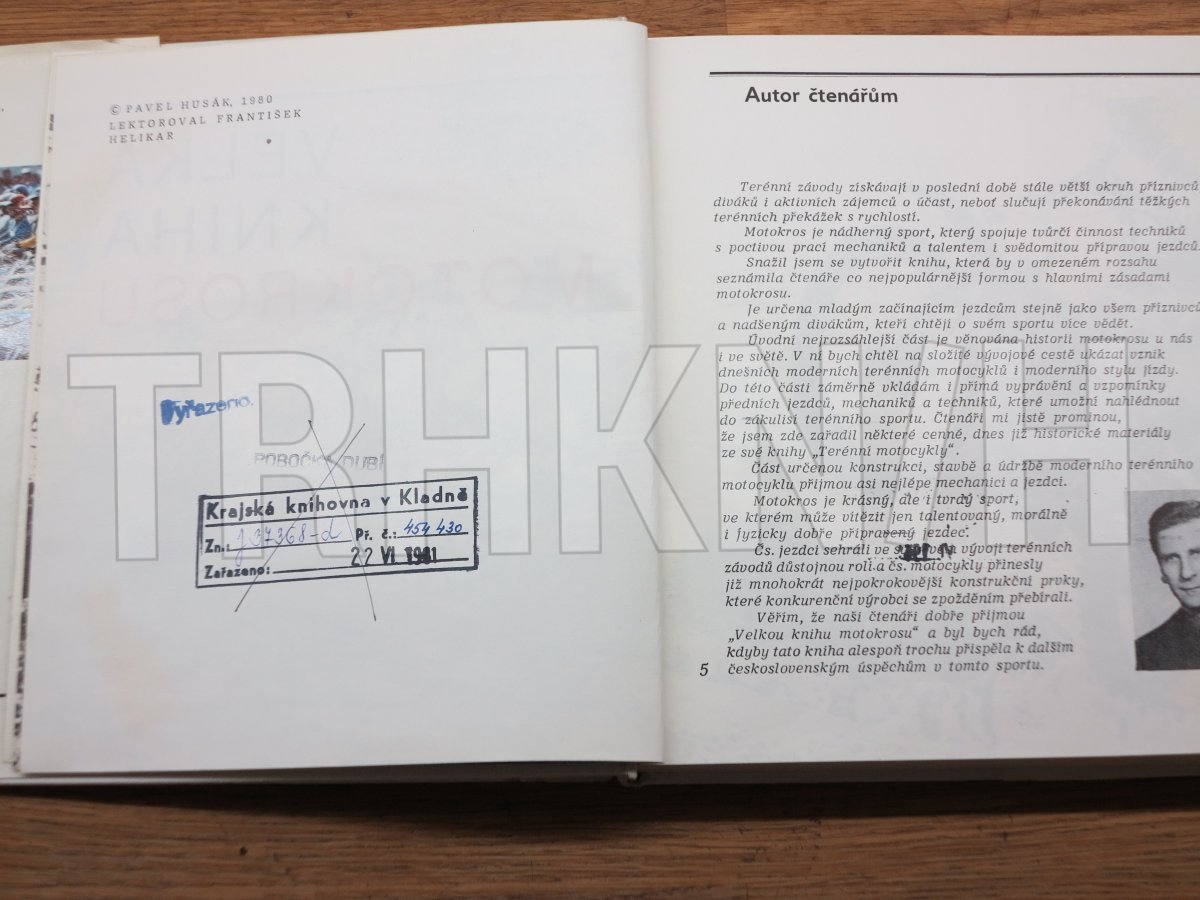 © PAVEL HUSÁK, 1980
LEKTOROVAL FRANTIŠEK
HELIKAR
VELKÁ
KNIHA
MOTOKROSU
Vyřazeno.
POBOČKA DUBÍ
Krajská knihovna v Kladně
Zn.: j 37368-d Př. č.: 454 430
Zařazeno: 22 VI. 1981
TRHKNIH
Autor čtenářům
Terénní závody získávají v poslední době stále větší okruh příznivců
diváků i aktivních zájemců o účast, neboť slučují překonávání těžkých
terénních překážek s rychlostí.
Motokros je nádherný sport, který spojuje tvůrčí činnost techniků
s poctivou prací mechaniků a talentem i svědomitou přípravou jezdců.
Snažil jsem se vytvořit knihu, která by v omezeném rozsahu
seznámila čtenáře co nejpopulárnější formou s hlavními zásadami
motokrosu.
Je určena mladým začínajícím jezdcům stejně jako všem příznivců
a nadšeným divákům, kteří chtějí o svém sportu více vědět.
Úvodní nejrozsáhlejší část je věnována historii motokrosu u nás
i ve světě. V ní bych chtěl na složité vývojové cestě ukázat vznik
dnešních moderních terénních motocyklů i moderního stylu jízdy.
Do této části záměrně vkládám i přímá vyprávění a vzpomínky
předních jezdců, mechaniků a techniků, které umožní nahlédnout
do zákulisí terénního sportu. Čtenáři mi jistě prominou,
že jsem zde zařadil některé cenné, dnes již historické materiály
ze své knihy „Terénní motocykly“.
Část určenou konstrukci, stavbě a údržbě moderního terénního
motocyklu přijmou asi nejlépe mechanici a jezdci.
Motokros je krásný, ale i tvrdý sport,
ve kterém může vítězit jen talentovaný, morálně
i fyzicky dobře připravený jezdec.
Čs. jezdci sehráli ve vývoji terénních
závodů důstojnou roli a čs. motocykly přinesly
již mnohokrát nejpokrokovější konstrukční prvky,
které konkurenční výrobci se zpožděním přebírali.
Věřím, že naši čtenáři dobře přijmou
„Velkou knihu motokrosu“ a byl bych rád,
kdyby tato kniha alespoň trochu přispěla k dalším
5 československým úspěchům v tomto sportu.